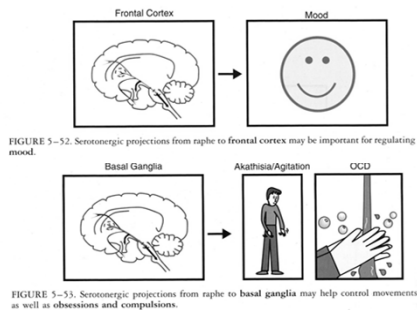 Frontal Cortex
Mood
FIGURE 5–52. Serotonergic projections from raphe to frontal cortex may be important for regulating
mood.
Basal Ganglia
Akathisia/Agitation
OCD
FIGURE 5–53. Serotonergic projections from raphe to basal ganglia may help control movements
as well as obsessions and compulsions.